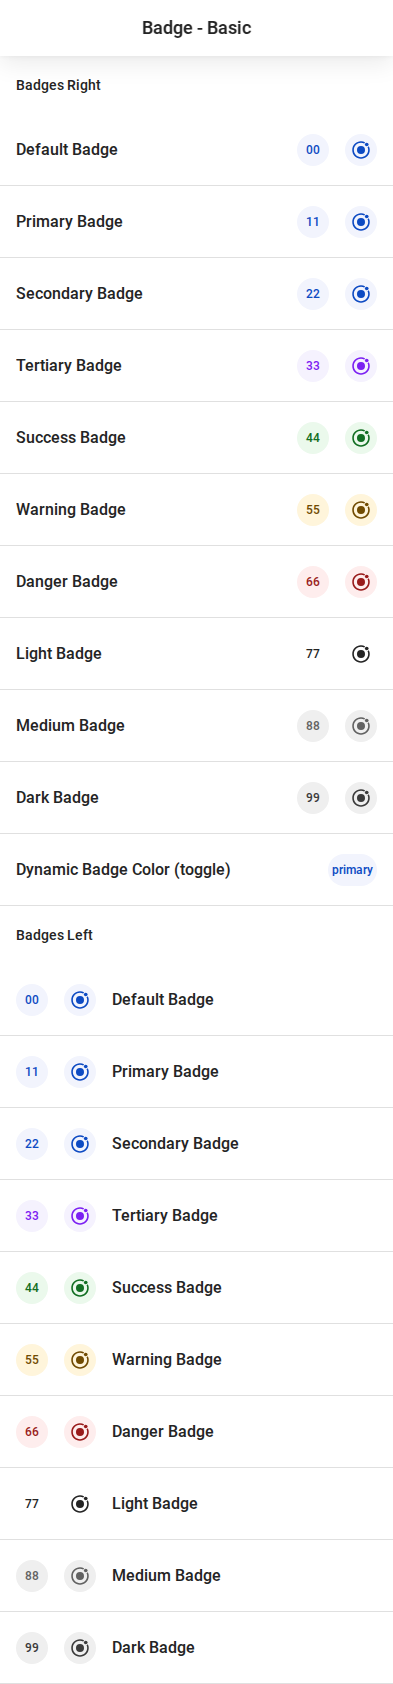 Badge - Basic
Badges Right
Default Badge 00
Primary Badge 11
Secondary Badge 22
Tertiary Badge 33
Success Badge 44
Warning Badge 55
Danger Badge 66
Light Badge 77
Medium Badge 88
Dark Badge 99
Dynamic Badge Color (toggle) primary
Badges Left
00 Default Badge
11 Primary Badge
22 Secondary Badge
33 Tertiary Badge
44 Success Badge
55 Warning Badge
66 Danger Badge
77 Light Badge
88 Medium Badge
99 Dark Badge